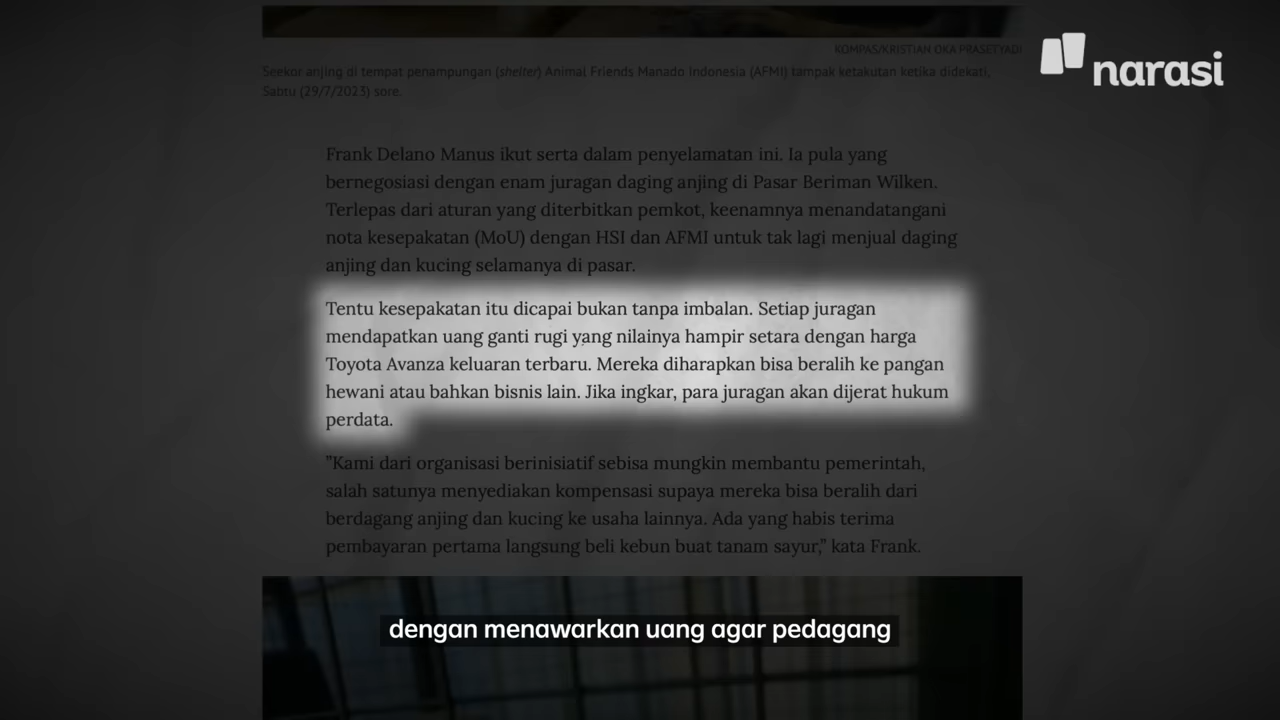 KOMPAS/KRISTIAN OKA PRASETYADI
narasi
Seekor anjing di tempat penampungan (shelter) Animal Friends Manado Indonesia (AFMI) tampak ketakutan ketika didekati,
Sabtu (29/7/2023) sore.
Frank Delano Manus ikut serta dalam penyelamatan ini. Ia pula yang
bernegosiasi dengan enam juragan daging anjing di Pasar Beriman Wilken.
Terlepas dari aturan yang diterbitkan pemkot, keenamnya menandatangani
nota kesepakatan (MoU) dengan HSI dan AFMI untuk tak lagi menjual daging
anjing dan kucing selamanya di pasar.
Tentu kesepakatan itu dicapai bukan tanpa imbalan. Setiap juragan
mendapatkan uang ganti rugi yang nilainya hampir setara dengan harga
Toyota Avanza keluaran terbaru. Mereka diharapkan bisa beralih ke pangan
hewani atau bahkan bisnis lain. Jika ingkar, para juragan akan dijerat hukum
perdata.
”Kami dari organisasi berinisiatif sebisa mungkin membantu pemerintah,
salah satunya menyediakan kompensasi supaya mereka bisa beralih dari
berdagang anjing dan kucing ke usaha lainnya. Ada yang habis terima
pembayaran pertama langsung beli kebun buat tanam sayur,” kata Frank.
dengan menawarkan uang agar pedagang